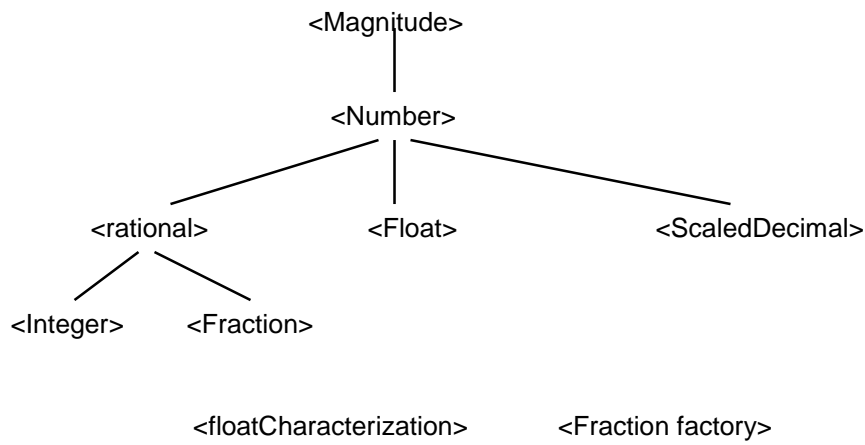 <Magnitude>
<Number>
<rational> <Float> <ScaledDecimal>
<Integer> <Fraction>
<floatCharacterization> <Fraction factory>